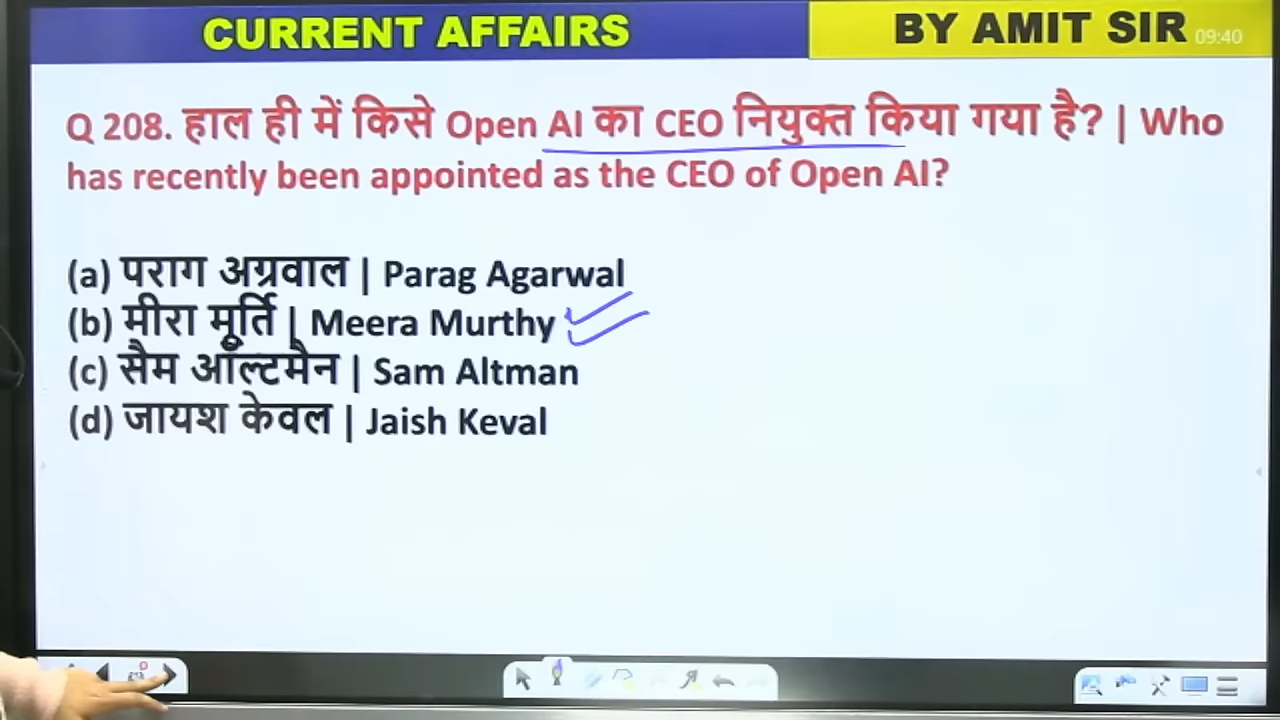 CURRENT AFFAIRS
BY AMIT SIR 09:40
Q 208. हाल ही में किसे Open AI का CEO नियुक्त किया गया है? | Who
has recently been appointed as the CEO of Open AI?
(a) पराग अग्रवाल | Parag Agarwal
(b) मीरा मूर्ति | Meera Murthy
(c) सैम ऑल्टमैन | Sam Altman
(d) जायश केवल | Jaish Keval